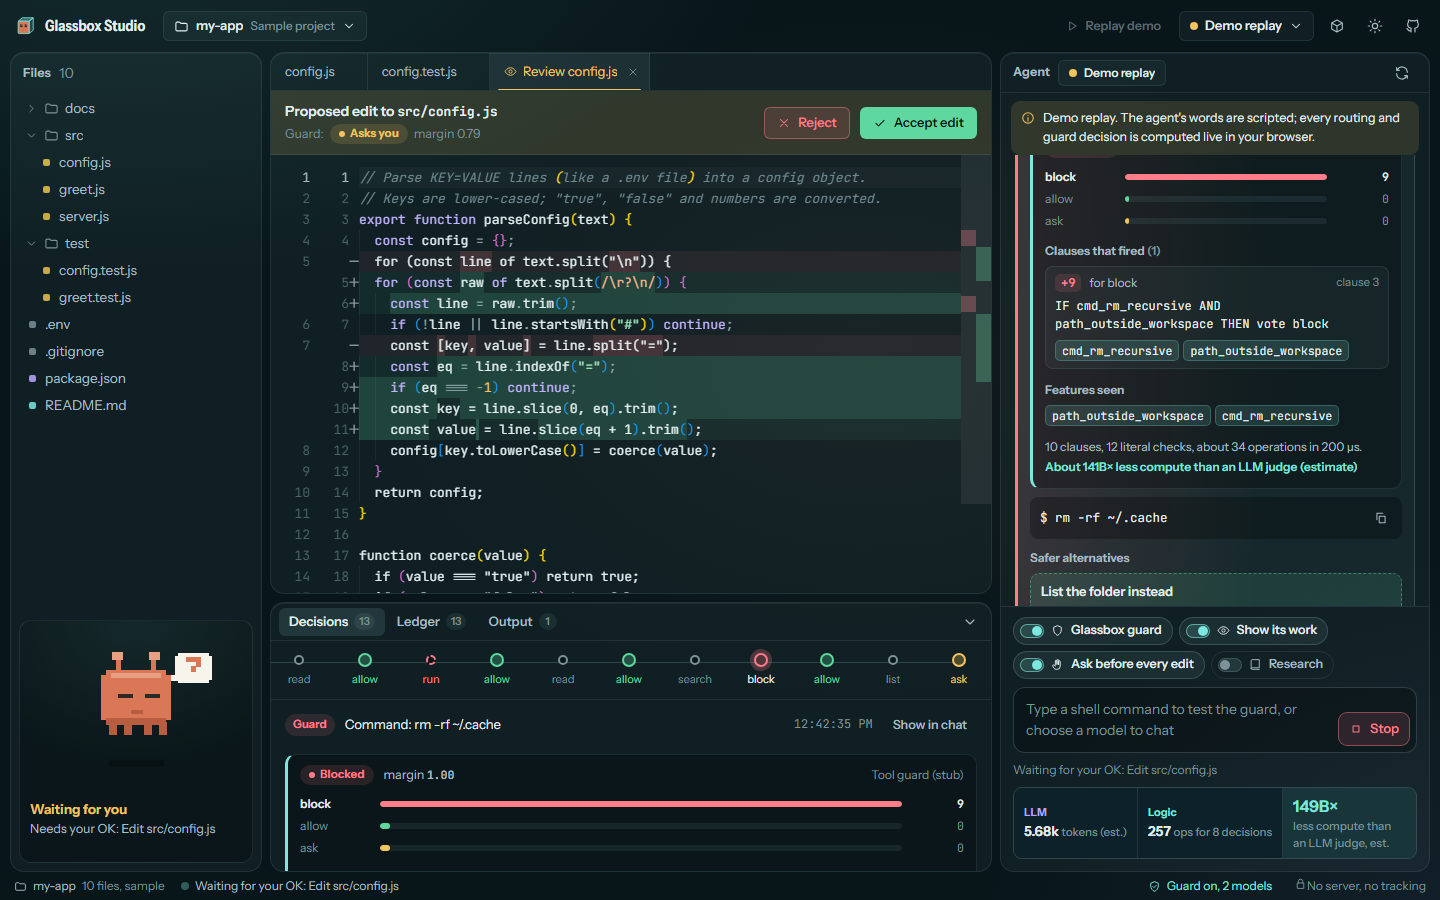 Glassbox Studio
my-app Sample project
Replay demo
Demo replay
Files 10
docs
src
config.js
greet.js
server.js
test
config.test.js
greet.test.js
.env
.gitignore
package.json
README.md
?
Waiting for you
Needs your OK: Edit src/config.js
config.js
config.test.js
Review config.js
Proposed edit to src/config.js
Guard: Asks you margin 0.79
Reject
Accept edit
1 1 // Parse KEY=VALUE lines (like a .env file) into a config object.
2 2 // Keys are lower-cased; "true", "false" and numbers are converted.
3 3 export function parseConfig(text) {
4 4 const config = {};
5 − for (const line of text.split("\n")) {
5+ for (const raw of text.split(/\r?\n/)) {
6+ const line = raw.trim();
6 7 if (!line || line.startsWith("#")) continue;
7 − const [key, value] = line.split("=");
8+ const eq = line.indexOf("=");
9+ if (eq === -1) continue;
10+ const key = line.slice(0, eq).trim();
11+ const value = line.slice(eq + 1).trim();
8 12 config[key.toLowerCase()] = coerce(value);
9 13 }
10 14 return config;
11 15 }
12 16
13 17 function coerce(value) {
14 18 if (value === "true") return true;
Decisions 13
Ledger 13
Output 1
read allow run allow read allow search block allow list ask
Guard Command: rm -rf ~/.cache 12:42:35 PM Show in chat
Blocked margin 1.00 Tool guard (stub)
block 9
allow 0
ask 0
Agent Demo replay
Demo replay. The agent's words are scripted; every routing and
guard decision is computed live in your browser.
block 9
allow 0
ask 0
Clauses that fired (1)
+9 for block clause 3
IF cmd_rm_recursive AND
path_outside_workspace THEN vote block
cmd_rm_recursive path_outside_workspace
Features seen
path_outside_workspace cmd_rm_recursive
10 clauses, 12 literal checks, about 34 operations in 200 µs.
About 141B× less compute than an LLM judge (estimate)
$ rm -rf ~/.cache
Safer alternatives
List the folder instead
Glassbox guard
Show its work
Ask before every edit
Research
Type a shell command to test the guard, or
choose a model to chat
Stop
Waiting for your OK: Edit src/config.js
LLM
5.68k tokens (est.)
Logic
257 ops for 8 decisions
149B×
less compute than
an LLM judge, est.
my-app 10 files, sample
Waiting for your OK: Edit src/config.js
Guard on, 2 models
No server, no tracking